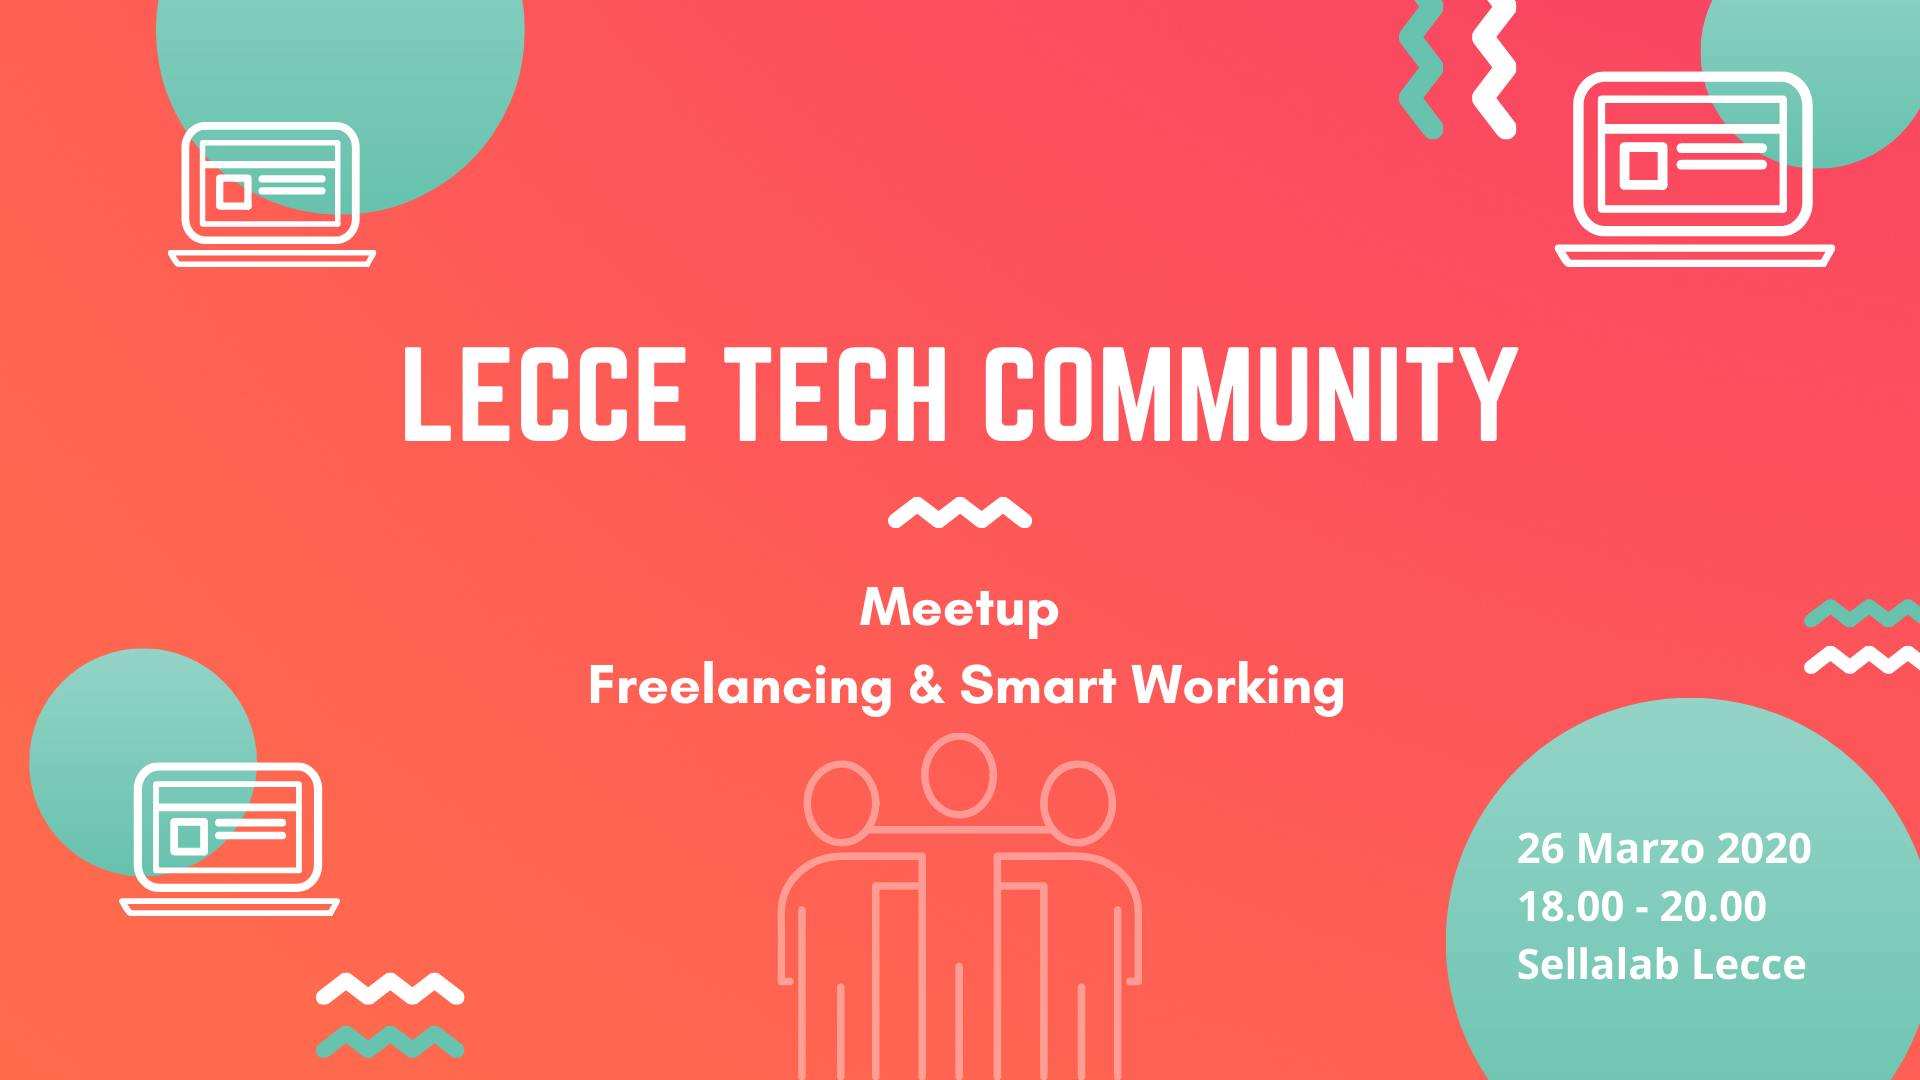 LECCE TECH COMMUNITY
Meetup
Freelancing & Smart Working
26 Marzo 2020
18.00 - 20.00
Sellalab Lecce